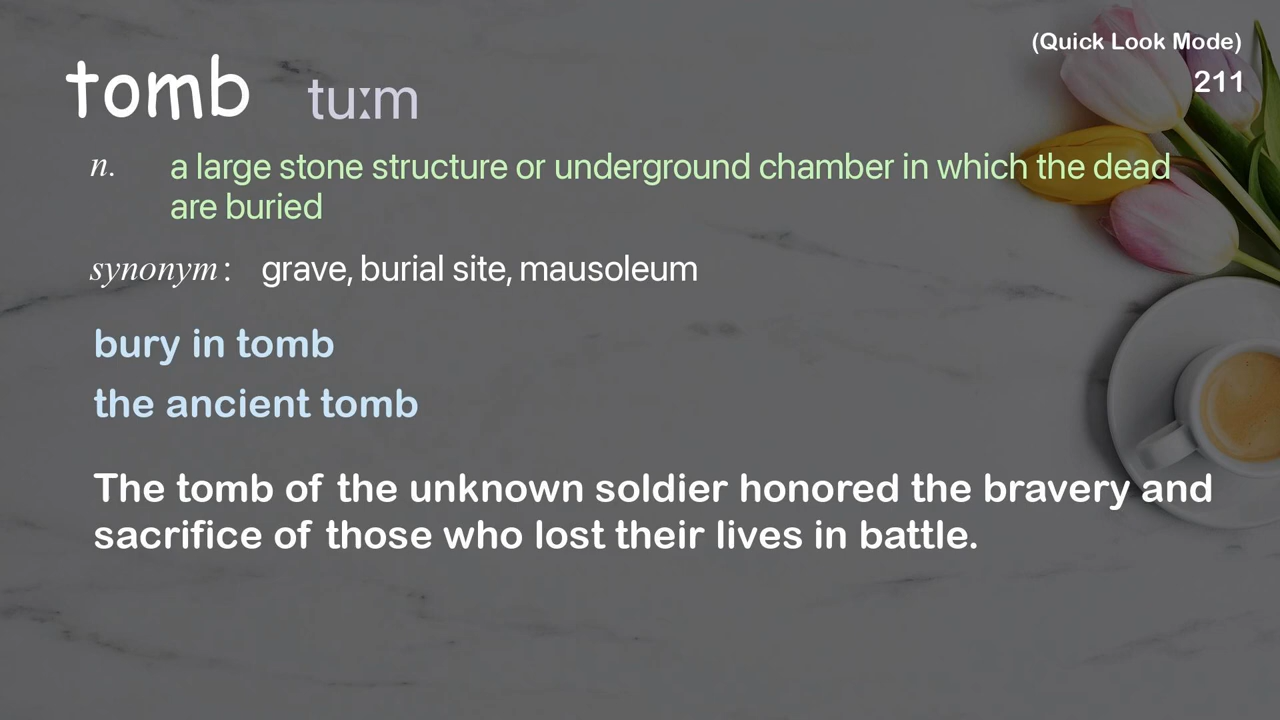 (Quick Look Mode)
tomb tuːm
211
n. a large stone structure or underground chamber in which the dead
are buried
synonym: grave, burial site, mausoleum
bury in tomb
the ancient tomb
The tomb of the unknown soldier honored the bravery and
sacrifice of those who lost their lives in battle.